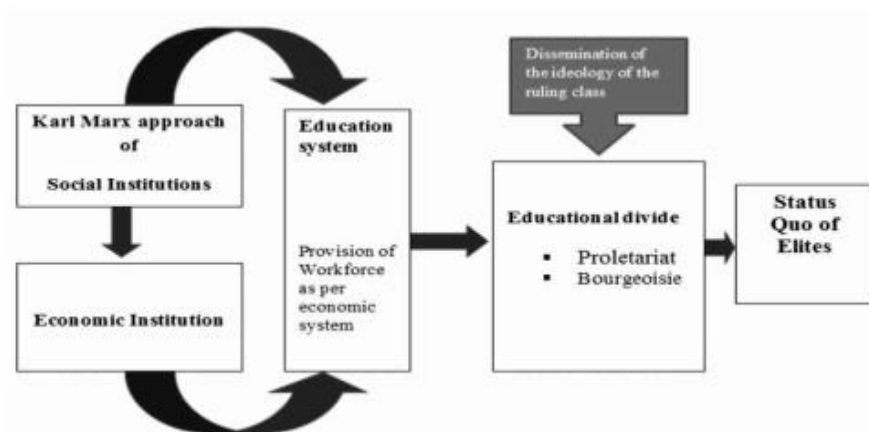 Karl Marx approach
of
Social Institutions
Economic Institution
Education
system
Provision of
Workforce
as per
economic
system
Dissemination of
the ideology of the
ruling class
Educational divide
▪ Proletariat
▪ Bourgeoisie
Status
Quo of
Elites